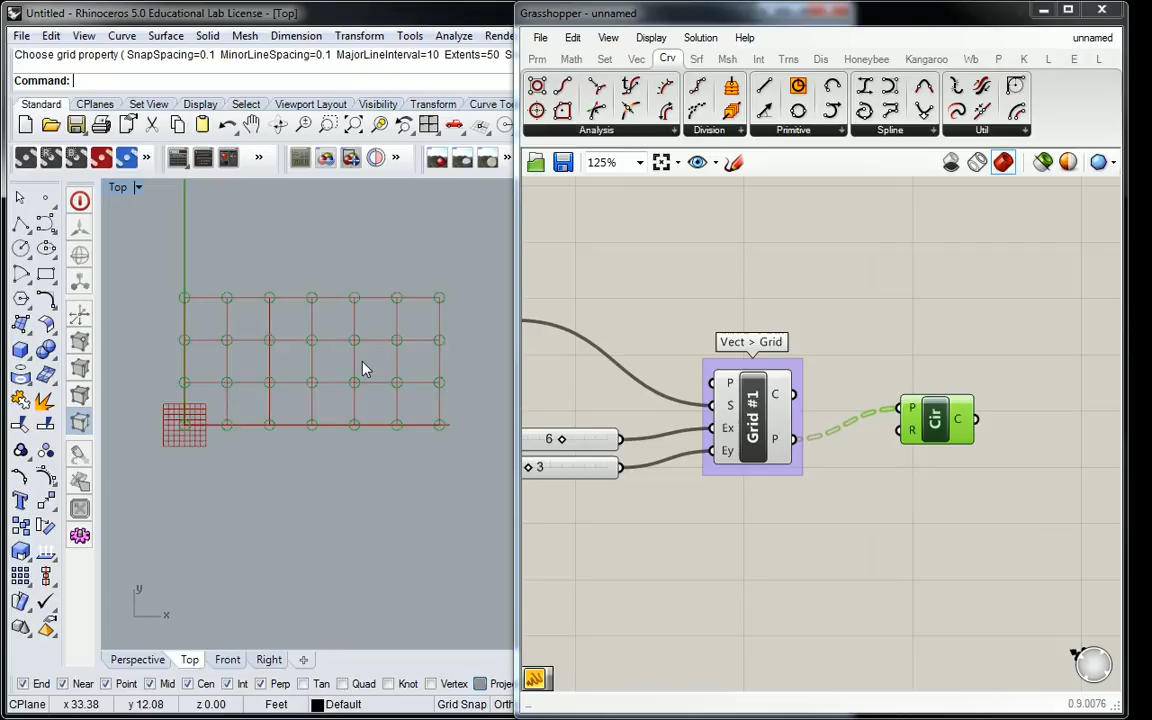 Untitled - Rhinoceros 5.0 Educational Lab License - [Top]
File Edit View Curve Surface Solid Mesh Dimension Transform Tools Analyze Rend
Choose grid property ( SnapSpacing=0.1 MinorLineSpacing=0.1 MajorLineInterval=10 Extents=50 S
Command:
Standard CPlanes Set View Display Select Viewport Layout Visibility Transform Curve Too
Top
y
x
Perspective Top Front Right
End Near Point Mid Cen Int Perp Tan Quad Knot Vertex Projec
CPlane x 33.38 y 12.08 z 0.00 Feet Default Grid Snap Orth
Grasshopper - unnamed
File Edit View Display Solution Help unnamed
Prm Math Set Vec Crv Srf Msh Int Trns Dis Honeybee Kangaroo Wb P K L E L
Analysis Division Primitive Spline Util
125%
Vect > Grid
P
S
Ex
Ey
Grid #1
C
P
6
3
P
R
Cir
C
0.9.0076